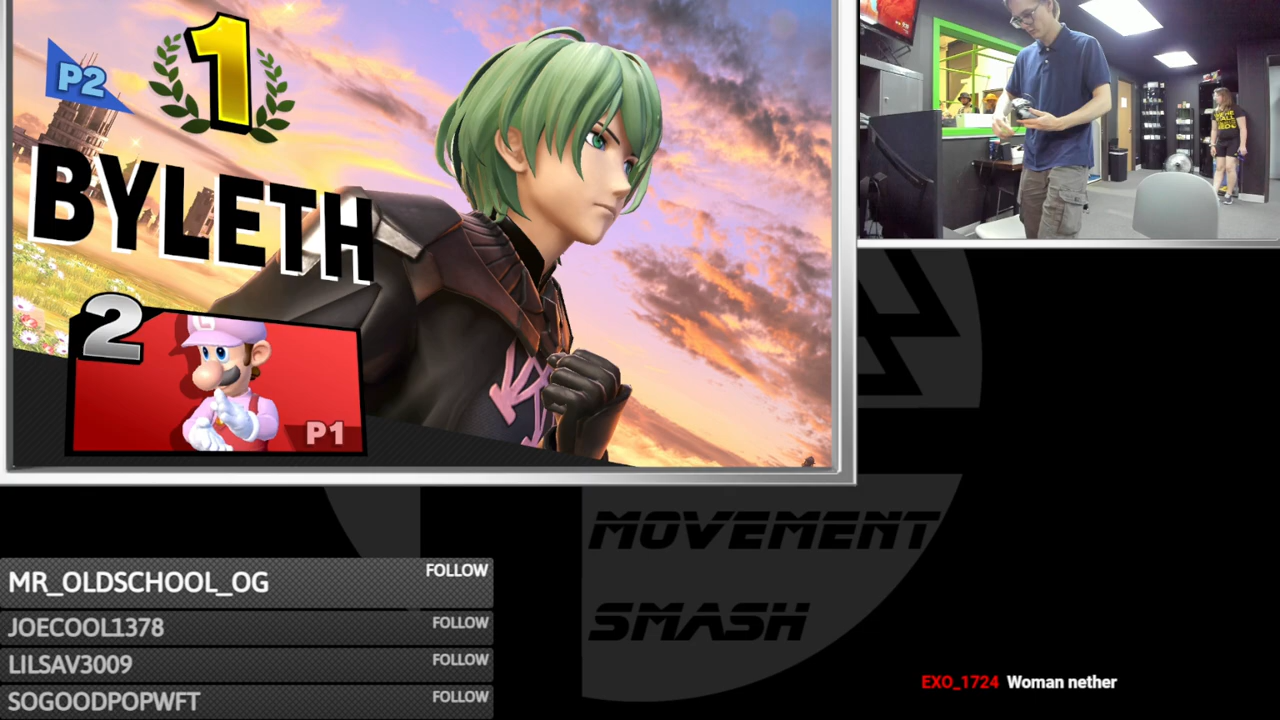 P2
1
BYLETH
2
L
P1
MOVEMENT
SMASH
MR_OLDSCHOOL_OG FOLLOW
JOECOOL1378 FOLLOW
LILSAV3009 FOLLOW
SOGOODPOPWFT FOLLOW
EXO_1724 Woman nether